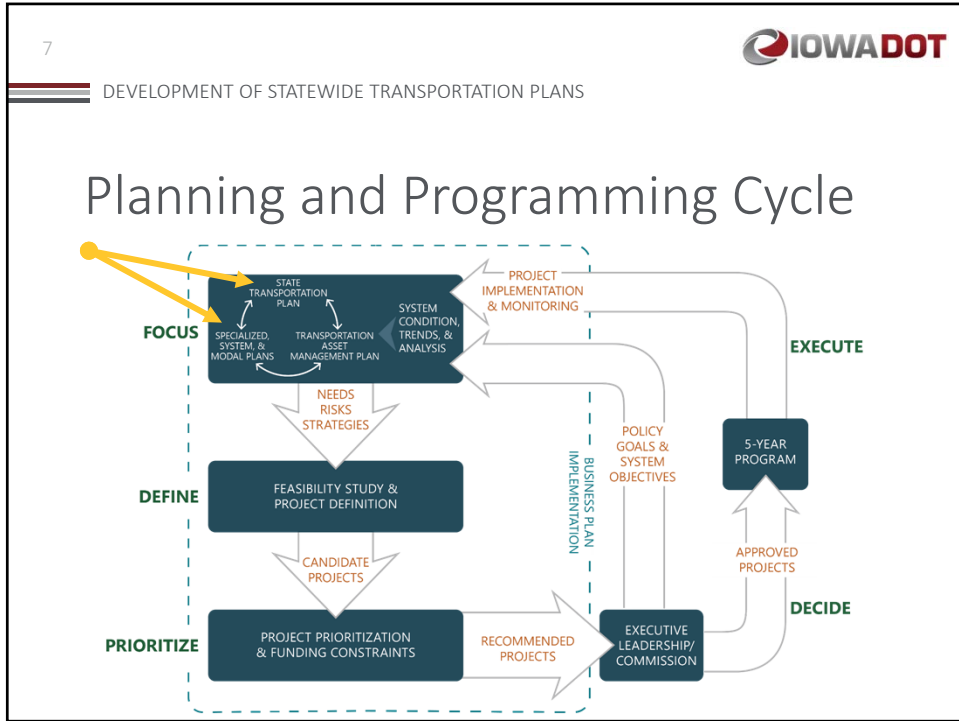 7
IOWADOT
DEVELOPMENT OF STATEWIDE TRANSPORTATION PLANS
Planning and Programming Cycle
FOCUS
STATE
TRANSPORTATION
PLAN
SPECIALIZED,
SYSTEM, &
MODAL PLANS
TRANSPORTATION
ASSET
MANAGEMENT PLAN
SYSTEM
CONDITION,
TRENDS, &
ANALYSIS
PROJECT
IMPLEMENTATION
& MONITORING
EXECUTE
NEEDS
RISKS
STRATEGIES
POLICY
GOALS &
SYSTEM
OBJECTIVES
5-YEAR
PROGRAM
BUSINESS PLAN
IMPLEMENTATION
DEFINE
FEASIBILITY STUDY &
PROJECT DEFINITION
CANDIDATE
PROJECTS
APPROVED
PROJECTS
DECIDE
PRIORITIZE
PROJECT PRIORITIZATION
& FUNDING CONSTRAINTS
RECOMMENDED
PROJECTS
EXECUTIVE
LEADERSHIP/
COMMISSION